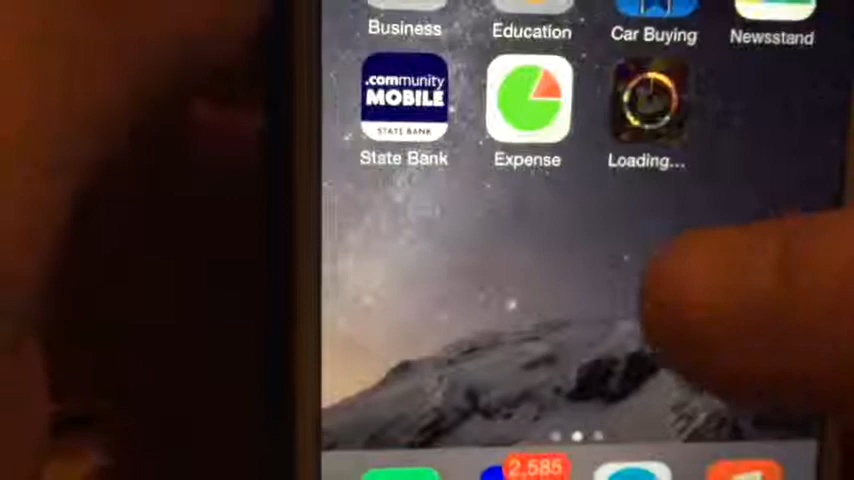 Business Education Car Buying Newsstand
.community
MOBILE
STATE BANK
State Bank Expense Loading...
2,585